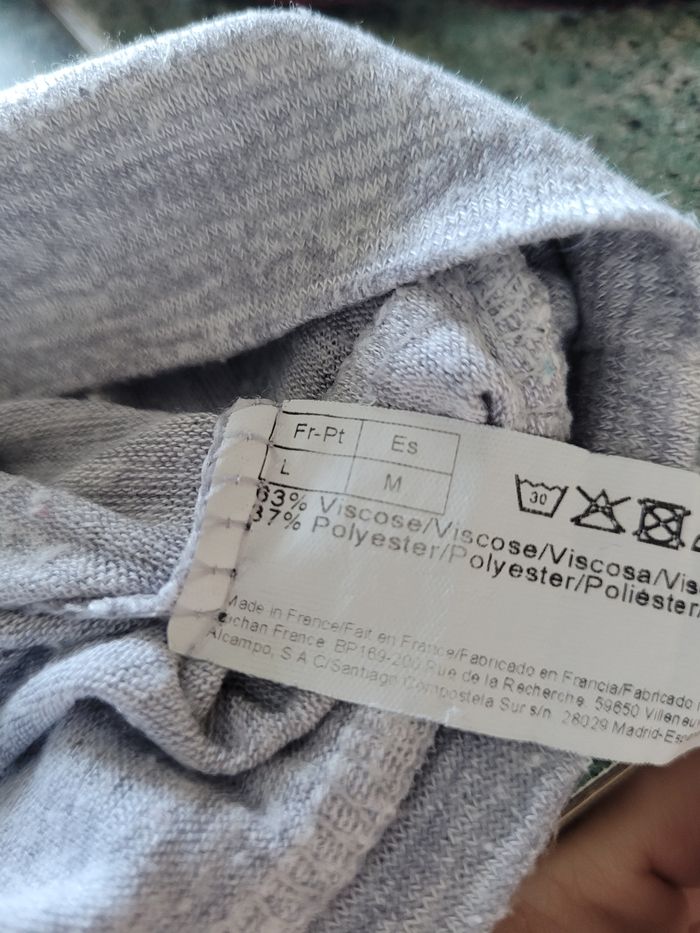 Fr-Pt Es
L M
30
63% Viscose/Viscose/Viscosa/Vis
37% Polyester/Polyester/Poliéster/
Made in France/Fait en France/Fabricado en Francia/Fabricado
Auchan France BP169-200 Rue de la Recherche 59650 Villeneu
Alcampo, S A C/Santiago Compostela Sur s/n 28029 Madrid-Es